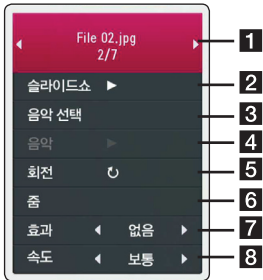 File 02.jpg
2/7
1
슬라이드쇼 ▶ 2
음악 선택 3
음악 ▶ 4
회전 ↻ 5
줌 6
효과 ◀ 없음 ▶ 7
속도 ◀ 보통 ▶ 8